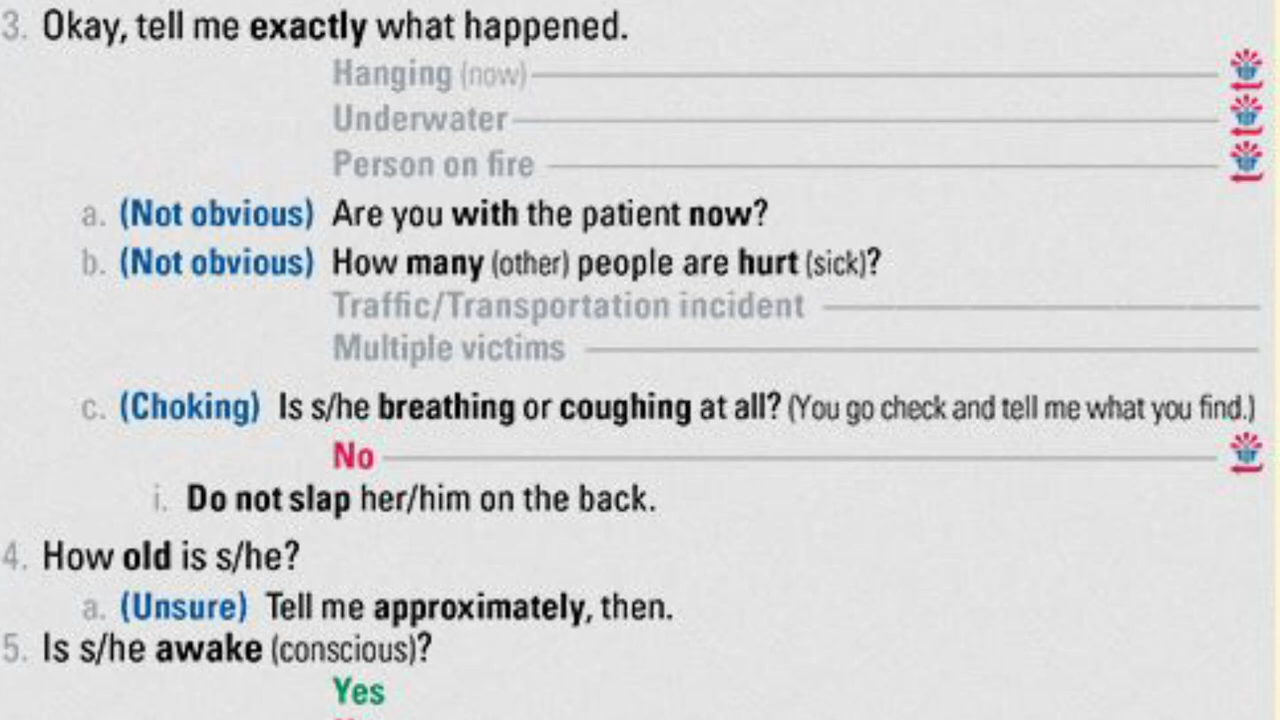 3. Okay, tell me exactly what happened.
Hanging (now)
Underwater
Person on fire
a. (Not obvious) Are you with the patient now?
b. (Not obvious) How many (other) people are hurt (sick)?
Traffic/Transportation incident
Multiple victims
c. (Choking) Is s/he breathing or coughing at all? (You go check and tell me what you find.)
No
i. Do not slap her/him on the back.
4. How old is s/he?
a. (Unsure) Tell me approximately, then.
5. Is s/he awake (conscious)?
Yes